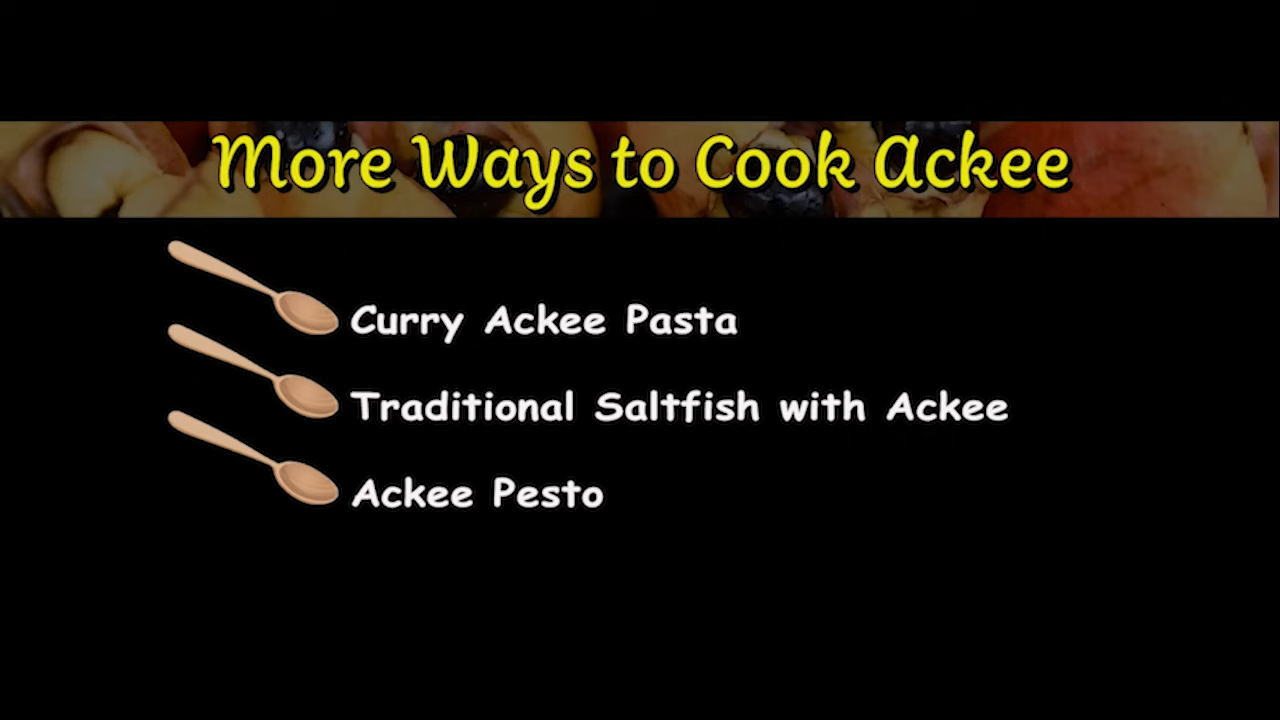 More Ways to Cook Ackee
Curry Ackee Pasta
Traditional Saltfish with Ackee
Ackee Pesto